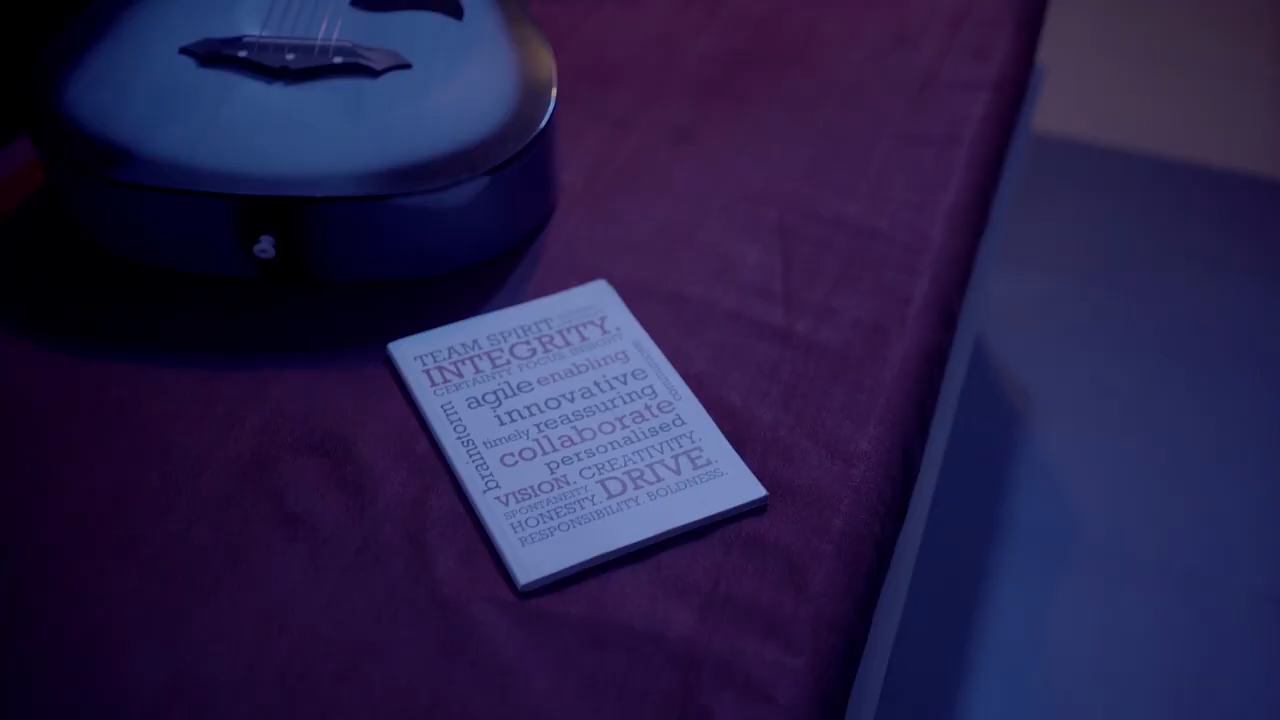 TEAM SPIRIT
INTEGRITY.
CERTAINTY. FOCUS. INSIGHT
agile enabling
innovative
timely reassuring
collaborate
personalised
brainstorm
VISION. CREATIVITY.
SPONTANEITY. DRIVE.
HONESTY.
RESPONSIBILITY. BOLDNESS.